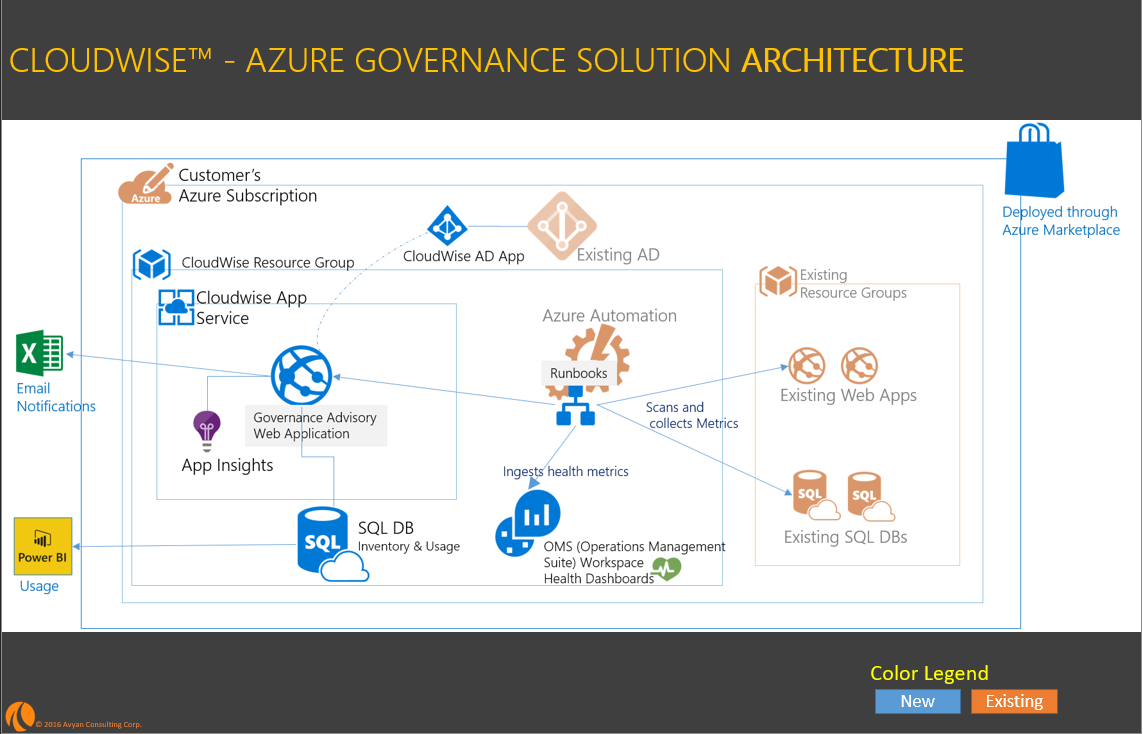 CLOUDWISE™ - AZURE GOVERNANCE SOLUTION ARCHITECTURE
Deployed through
Azure Marketplace
Azure
Customer's
Azure Subscription
CloudWise AD App
Existing AD
CloudWise Resource Group
Cloudwise App
Service
Existing
Resource Groups
Azure Automation
Runbooks
X
Email
Notifications
Governance Advisory
Web Application
App Insights
Existing Web Apps
Scans and
collects Metrics
Ingests health metrics
SQL
SQL
Existing SQL DBs
SQL
SQL DB
Inventory & Usage
OMS (Operations Management
Suite) Workspace
Health Dashboards
Power BI
Usage
Color Legend
New
Existing
© 2016 Avyan Consulting Corp.